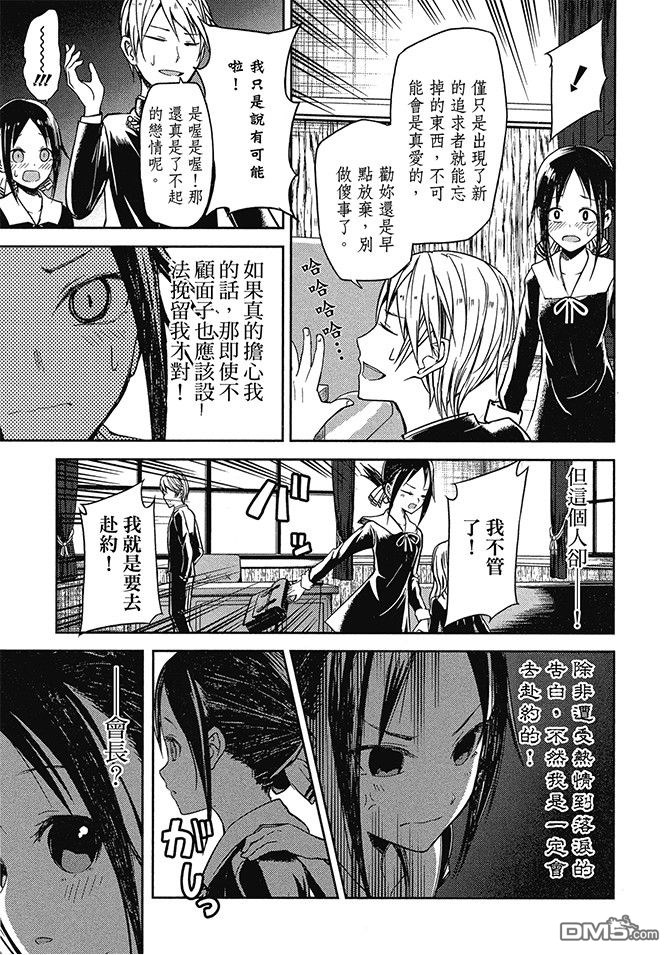 ！
僅只是出現了新
的追求者就能忘
掉的東西，不可
能會是真愛的，
勸妳還是早
點放棄，別
做傻事了。
哈哈哈哈…
我只是說有可能
啦！
是喔是喔！那
還真是了不起
的戀情呢。
!!!
如果真的擔心我
的話，那即使不
顧面子也應該設
法挽留我才對！
但這個人卻——！
我不管
了！
我就是要去
赴約！
除非遭受熱情到落淚的
告白，不然我是一定會
去赴約的！
がしっ
——會長？
DM5.com